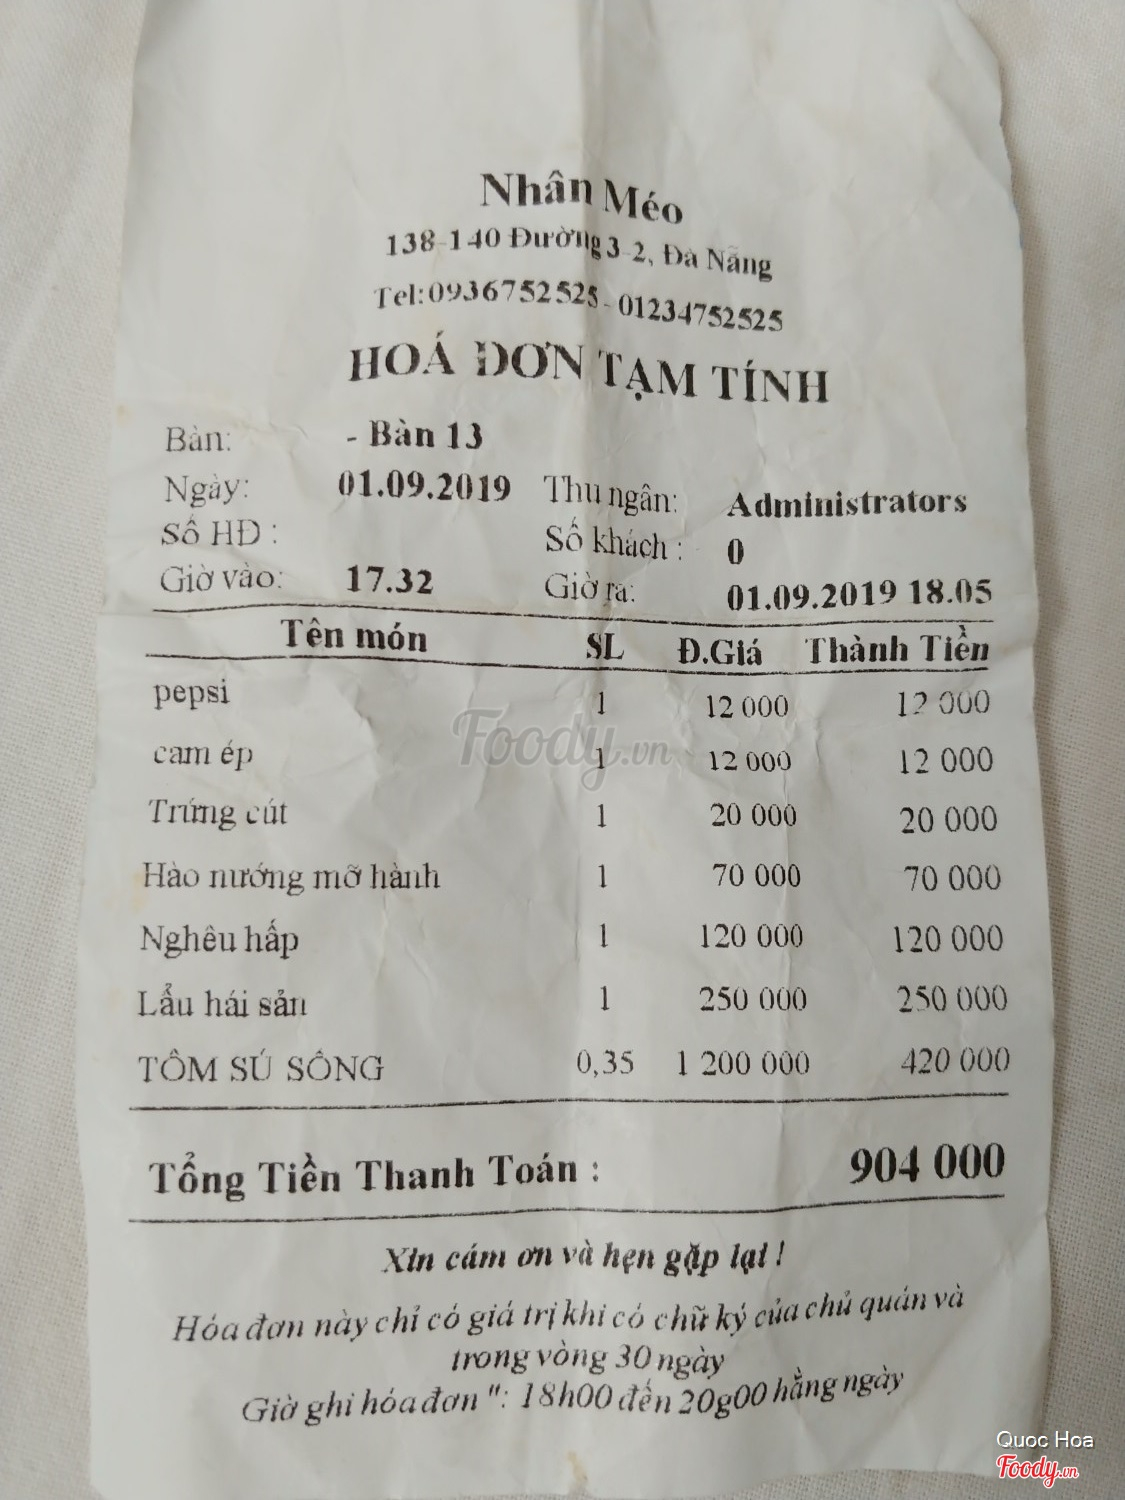 Nhân Méo
138-140 Đường 3-2, Đà Nẵng
Tel:0936752525-01234752525
HOÁ ĐƠN TẠM TÍNH
Bàn: - Bàn 13
Ngày: 01.09.2019 Thu ngân: Administrators
Số HĐ : Số khách : 0
Giờ vào: 17.32 Giờ ra: 01.09.2019 18.05
Tên món SL Đ.Giá Thành Tiền
pepsi 1 12 000 12 000
cam ép 1 12 000 12 000
Trứng cút 1 20 000 20 000
Hào nướng mỡ hành 1 70 000 70 000
Nghêu hấp 1 120 000 120 000
Lẩu hái sản 1 250 000 250 000
TÔM SÚ SÔNG 0,35 1 200 000 420 000
Tổng Tiền Thanh Toán : 904 000
Xin cám ơn và hẹn gặp lại !
Hóa đơn này chỉ có giá trị khi có chữ ký của chủ quán và
trong vòng 30 ngày
Giờ ghi hóa đơn ": 18h00 đến 20g00 hằng ngày
Foody.vn
Quoc Hoa
Foody.vn